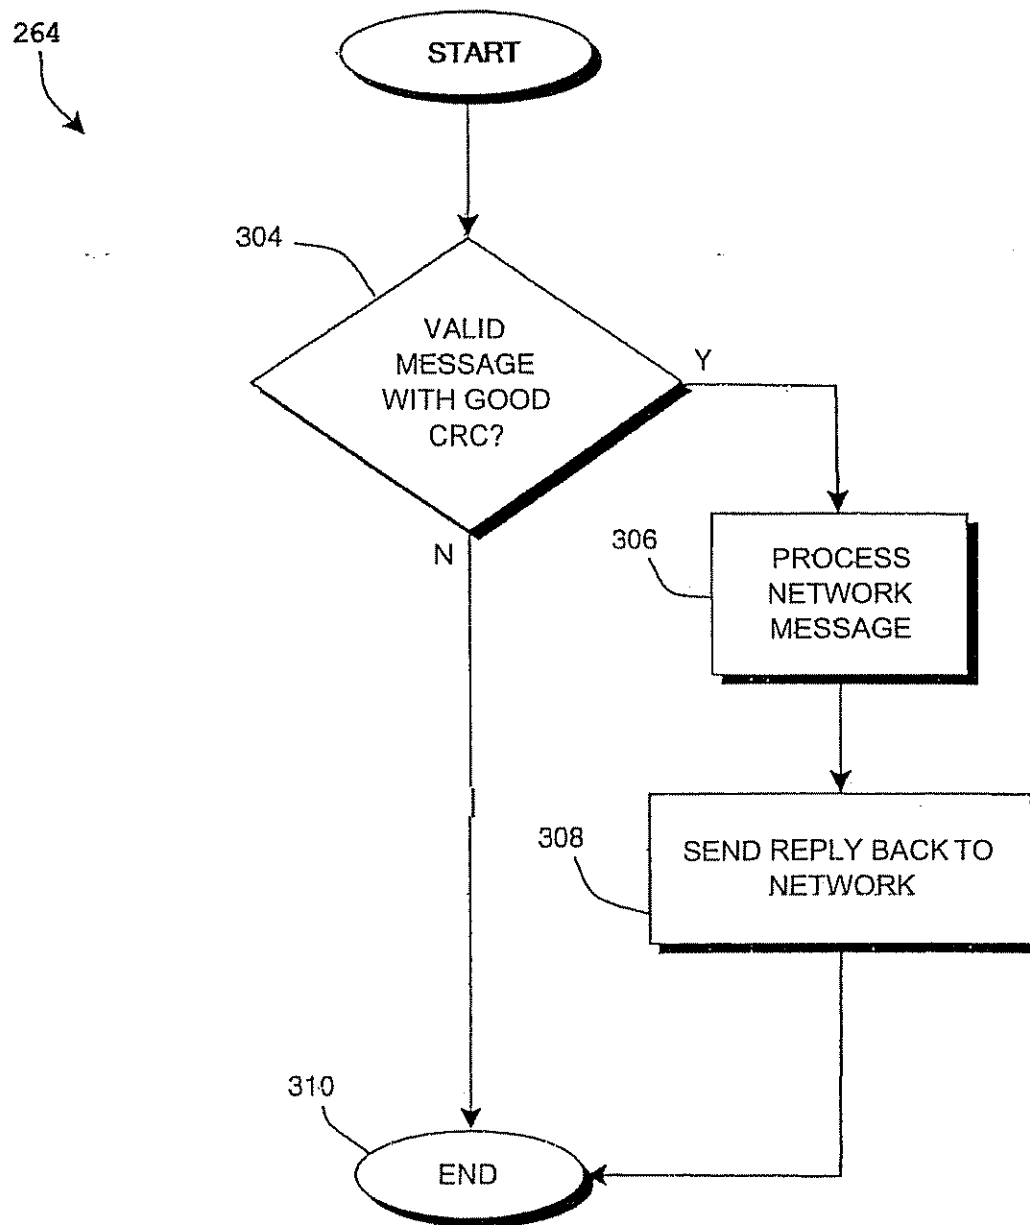 264
START
304
VALID
MESSAGE
WITH GOOD
CRC?
Y
N
306
PROCESS
NETWORK
MESSAGE
308
SEND REPLY BACK TO
NETWORK
310
END